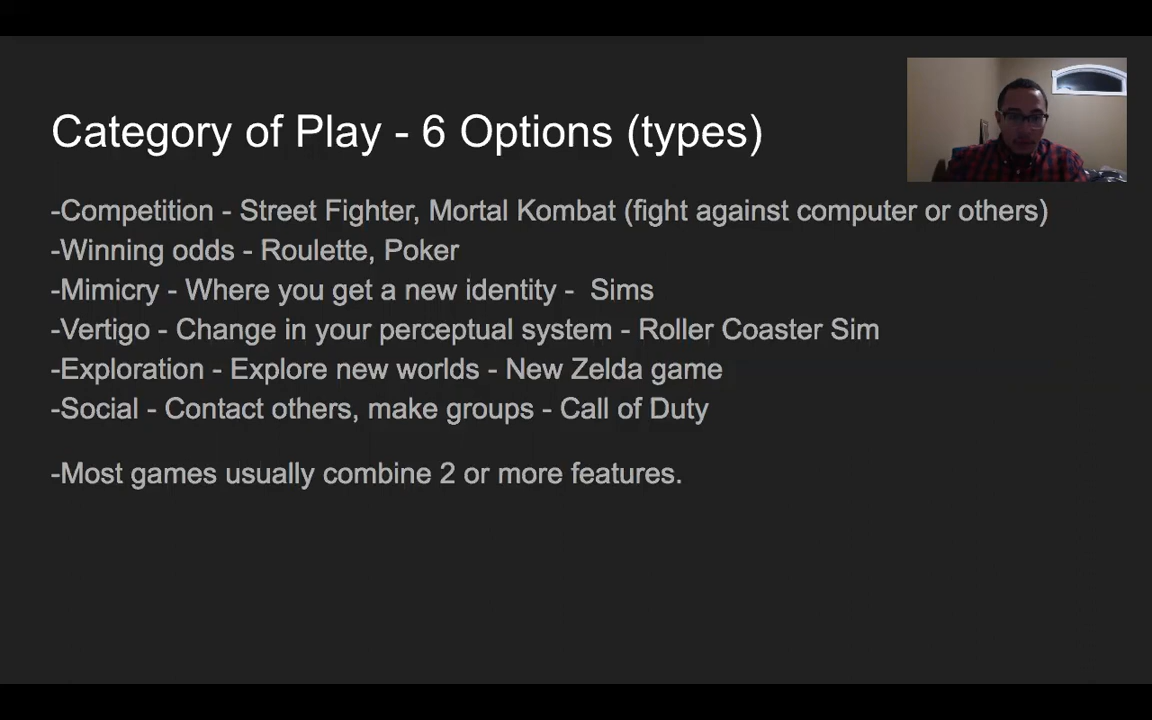 Category of Play - 6 Options (types)
-Competition - Street Fighter, Mortal Kombat (fight against computer or others)
-Winning odds - Roulette, Poker
-Mimicry - Where you get a new identity -  Sims
-Vertigo - Change in your perceptual system - Roller Coaster Sim
-Exploration - Explore new worlds - New Zelda game
-Social - Contact others, make groups - Call of Duty
-Most games usually combine 2 or more features.